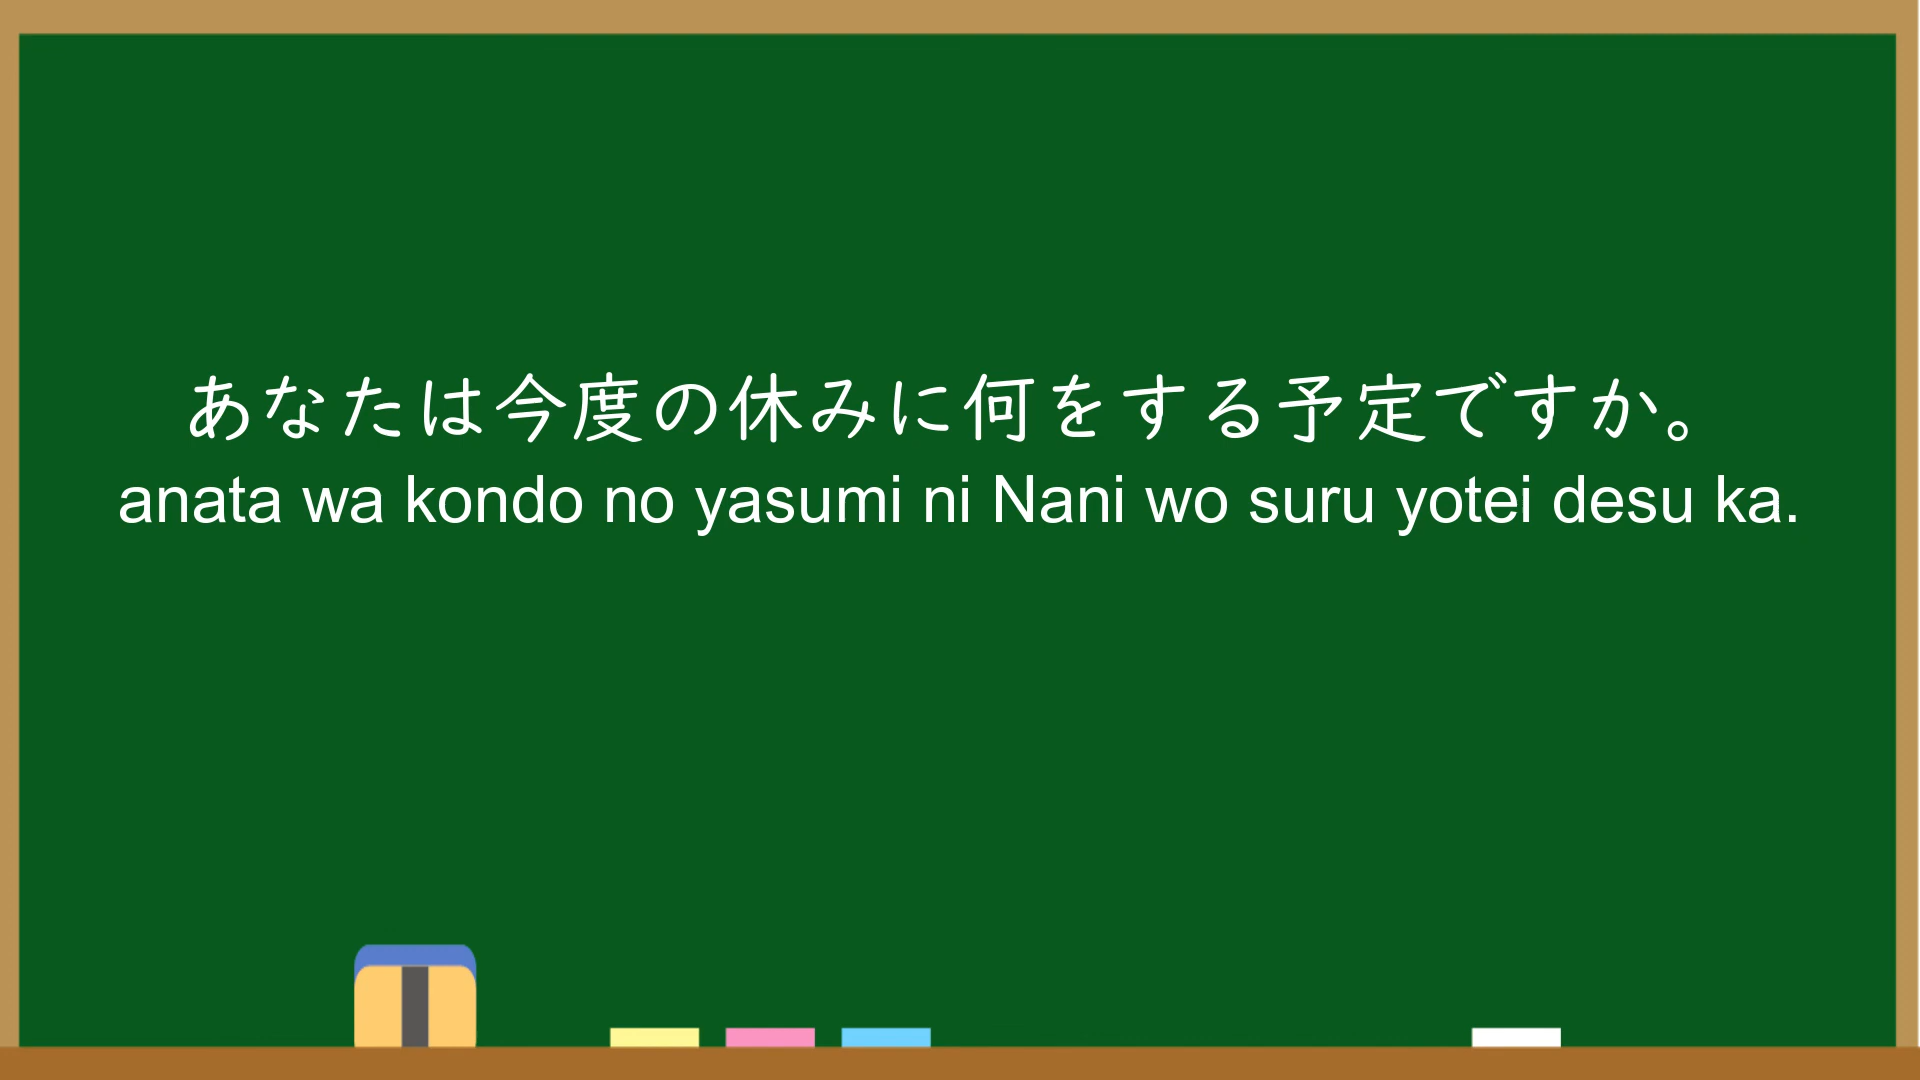 あなたは今度の休みに何をする予定ですか。
anata wa kondo no yasumi ni Nani wo suru yotei desu ka.